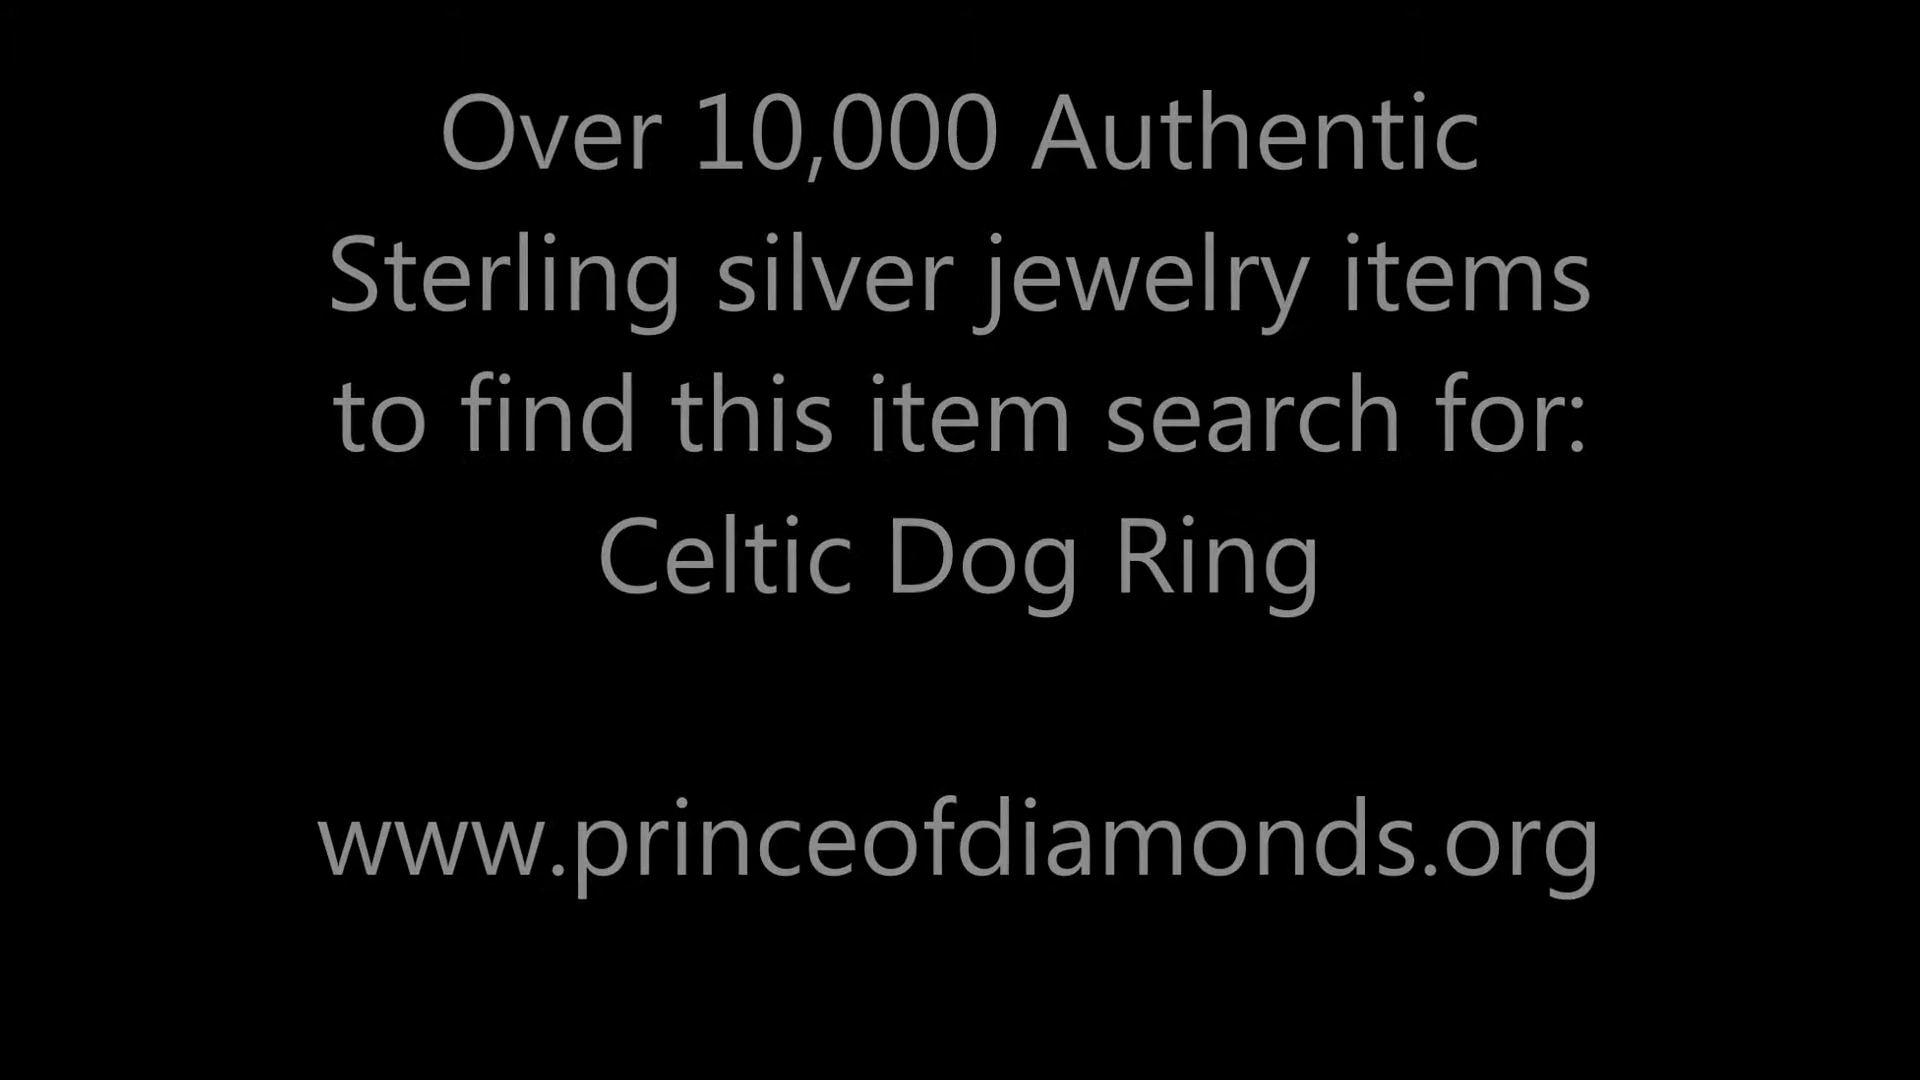 Over 10,000 Authentic
Sterling silver jewelry items
to find this item search for:
Celtic Dog Ring
www.princeofdiamonds.org